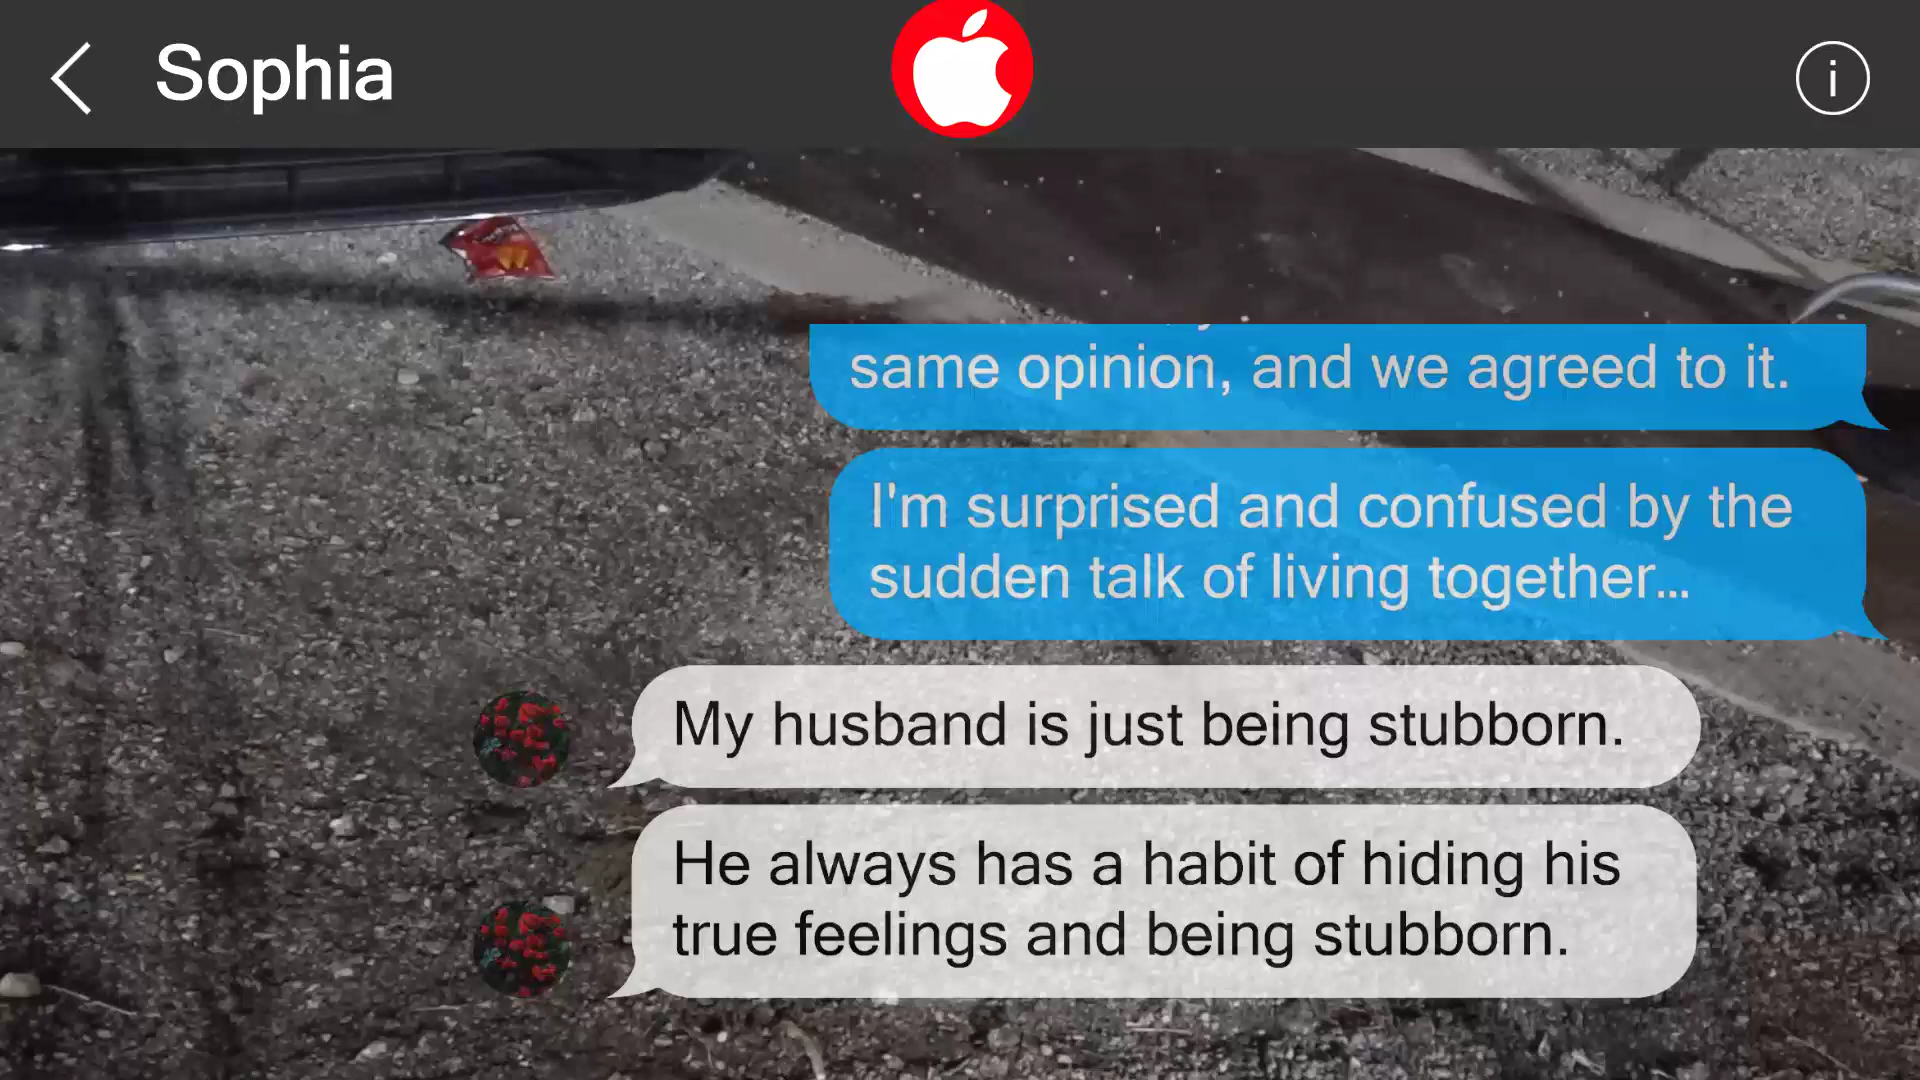 Sophia
same opinion, and we agreed to it.
I'm surprised and confused by the
sudden talk of living together...
My husband is just being stubborn.
He always has a habit of hiding his
true feelings and being stubborn.